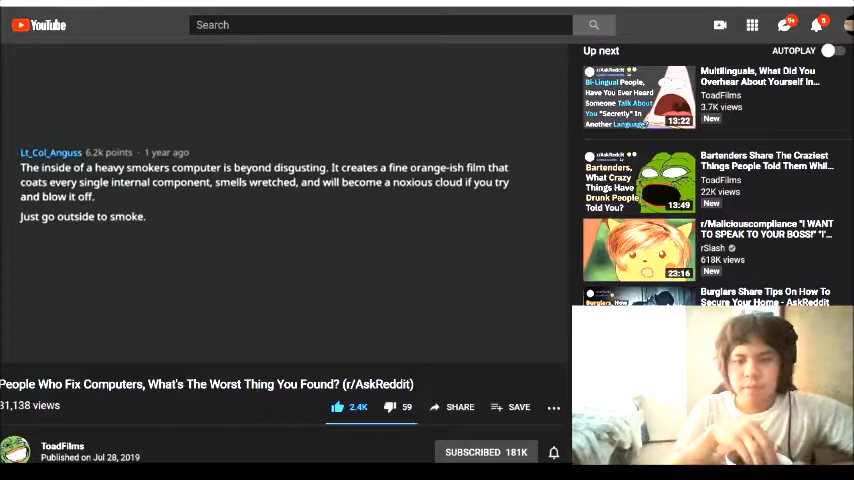 YouTube
Search
9+
5
Up next
AUTOPLAY
Lt_Col_Anguss 6.2k points · 1 year ago
The inside of a heavy smokers computer is beyond disgusting. It creates a fine orange-ish film that
coats every single internal component, smells wretched, and will become a noxious cloud if you try
and blow it off.
Just go outside to smoke.
r/AskReddit
Bi-Lingual People,
Have You Ever Heard
Someone Talk About
You "Secretly" In
Another Language?
13:22
Multilinguals, What Did You
Overhear About Yourself In...
ToadFilms
3.7K views
New
r/AskReddit
Bartenders,
What Crazy
Things Have
Drunk People
Told You?
13:49
Bartenders Share The Craziest
Things People Told Them Whil...
ToadFilms
22K views
New
23:16
r/Maliciouscompliance "I WANT
TO SPEAK TO YOUR BOSS!" "I'...
rSlash
618K views
New
Burglars, How
Burglars Share Tips On How To
Secure Your Home - AskReddit
People Who Fix Computers, What's The Worst Thing You Found? (r/AskReddit)
31,138 views
2.4K
59
SHARE
SAVE
ToadFilms
Published on Jul 28, 2019
SUBSCRIBED 181K